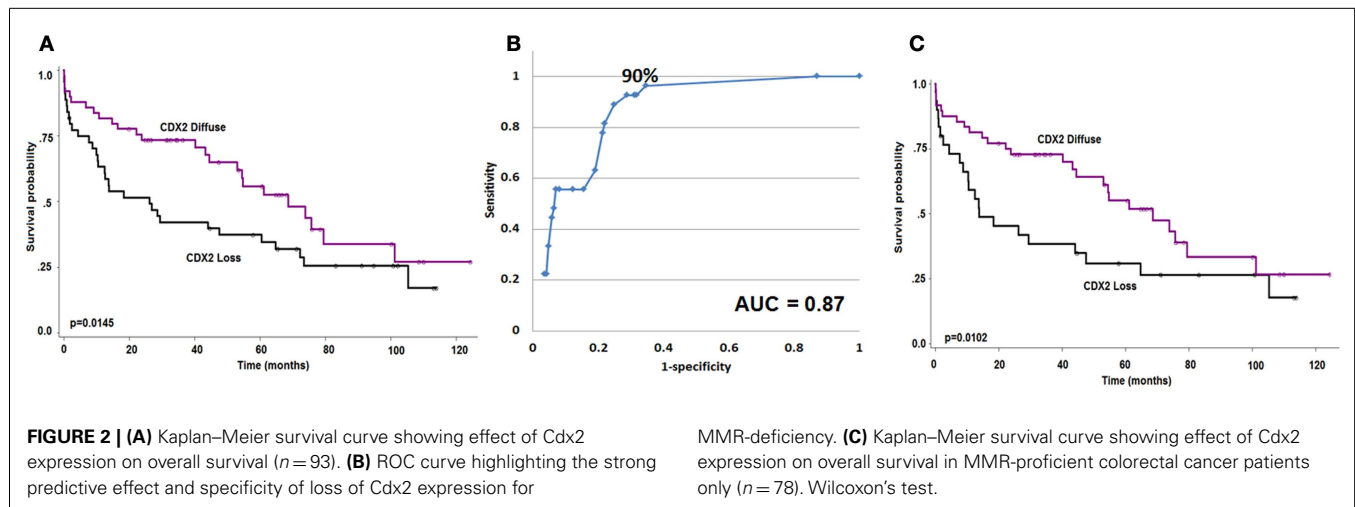 A
1.0
.75
.5
.25
0.0
Survival probability
CDX2 Diffuse
CDX2 Loss
p=0.0145
0 20 40 60 80 100 120
Time (months)
B
1
0.8
0.6
0.4
0.2
0
Sensitivity
90%
AUC = 0.87
0 0.2 0.4 0.6 0.8 1
1-specificity
C
1.0
.75
.5
.25
0.0
Survival probability
CDX2 Diffuse
CDX2 Loss
p=0.0102
0 20 40 60 80 100 120
Time (months)
FIGURE 2 | (A) Kaplan–Meier survival curve showing effect of Cdx2
expression on overall survival (n = 93). (B) ROC curve highlighting the strong
predictive effect and specificity of loss of Cdx2 expression for
MMR-deficiency. (C) Kaplan–Meier survival curve showing effect of Cdx2
expression on overall survival in MMR-proficient colorectal cancer patients
only (n = 78). Wilcoxon's test.